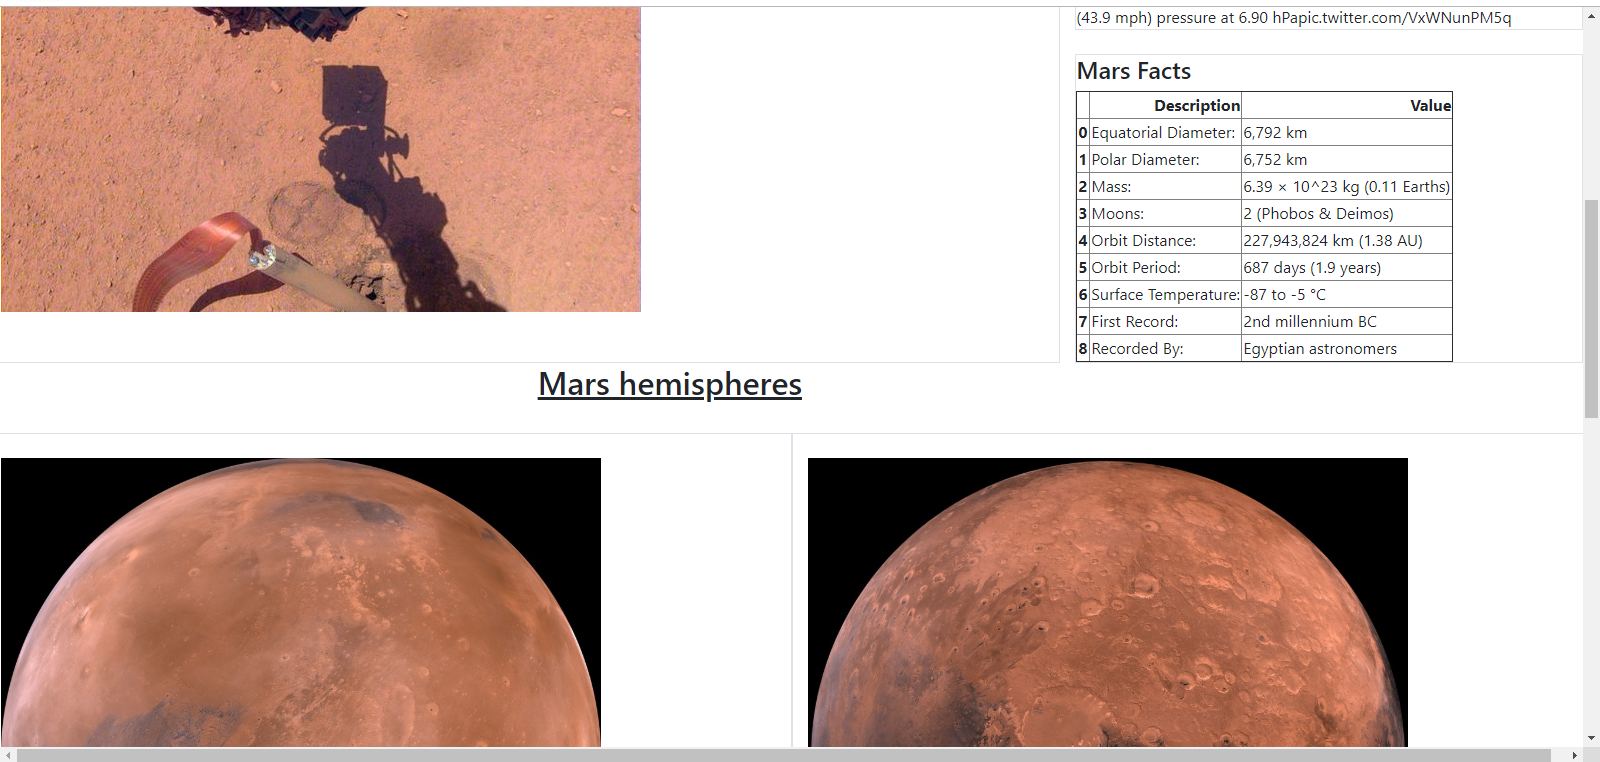 (43.9 mph) pressure at 6.90 hPapic.twitter.com/VxWNunPM5q
Mars Facts
Description Value
0 Equatorial Diameter: 6,792 km
1 Polar Diameter: 6,752 km
2 Mass: 6.39 × 10^23 kg (0.11 Earths)
3 Moons: 2 (Phobos & Deimos)
4 Orbit Distance: 227,943,824 km (1.38 AU)
5 Orbit Period: 687 days (1.9 years)
6 Surface Temperature: -87 to -5 °C
7 First Record: 2nd millennium BC
8 Recorded By: Egyptian astronomers
Mars hemispheres